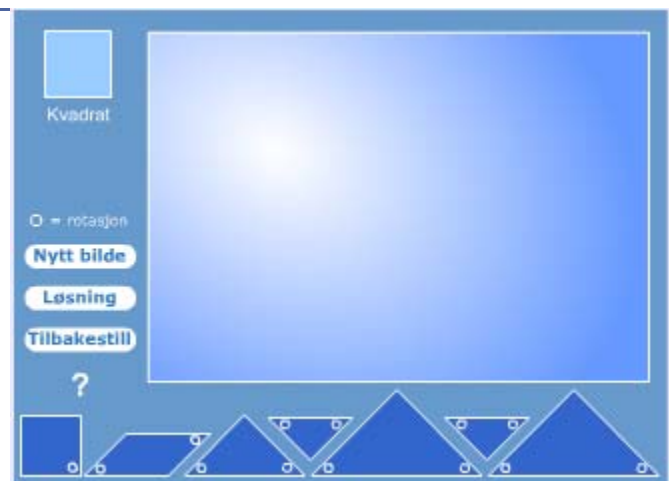 Kvadrat
O = rotasjon
Nytt bilde
Løsning
Tilbakestill
?